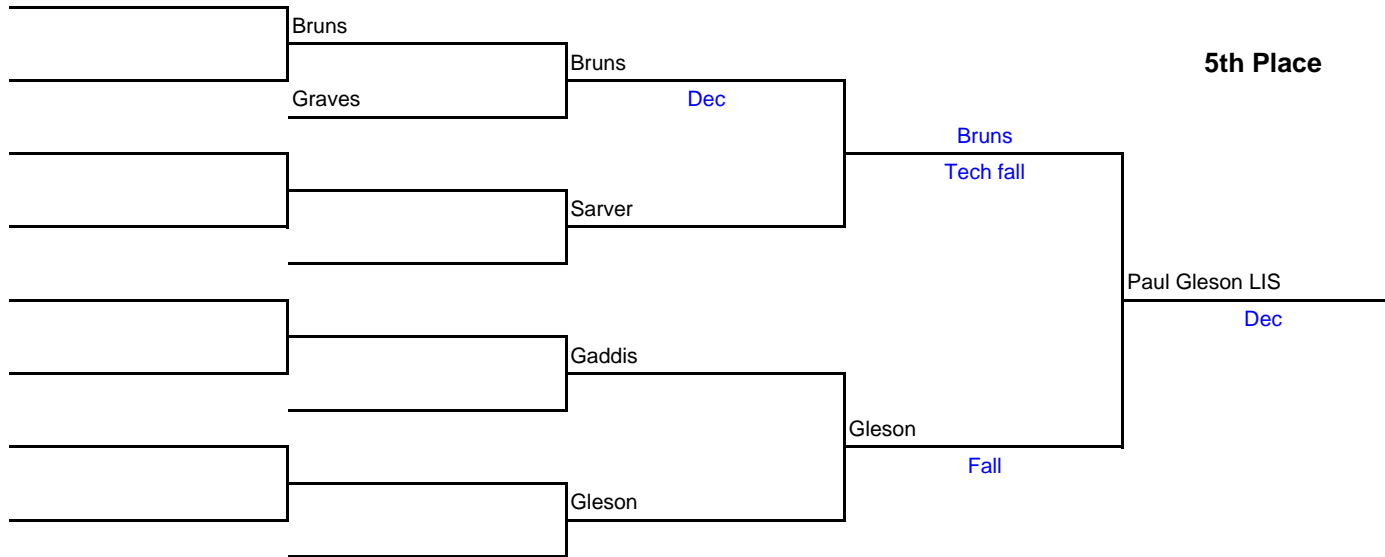 Bruns
Bruns
5th Place
Graves
Dec
Bruns
Tech fall
Sarver
Paul Gleson LIS
Dec
Gaddis
Gleson
Fall
Gleson